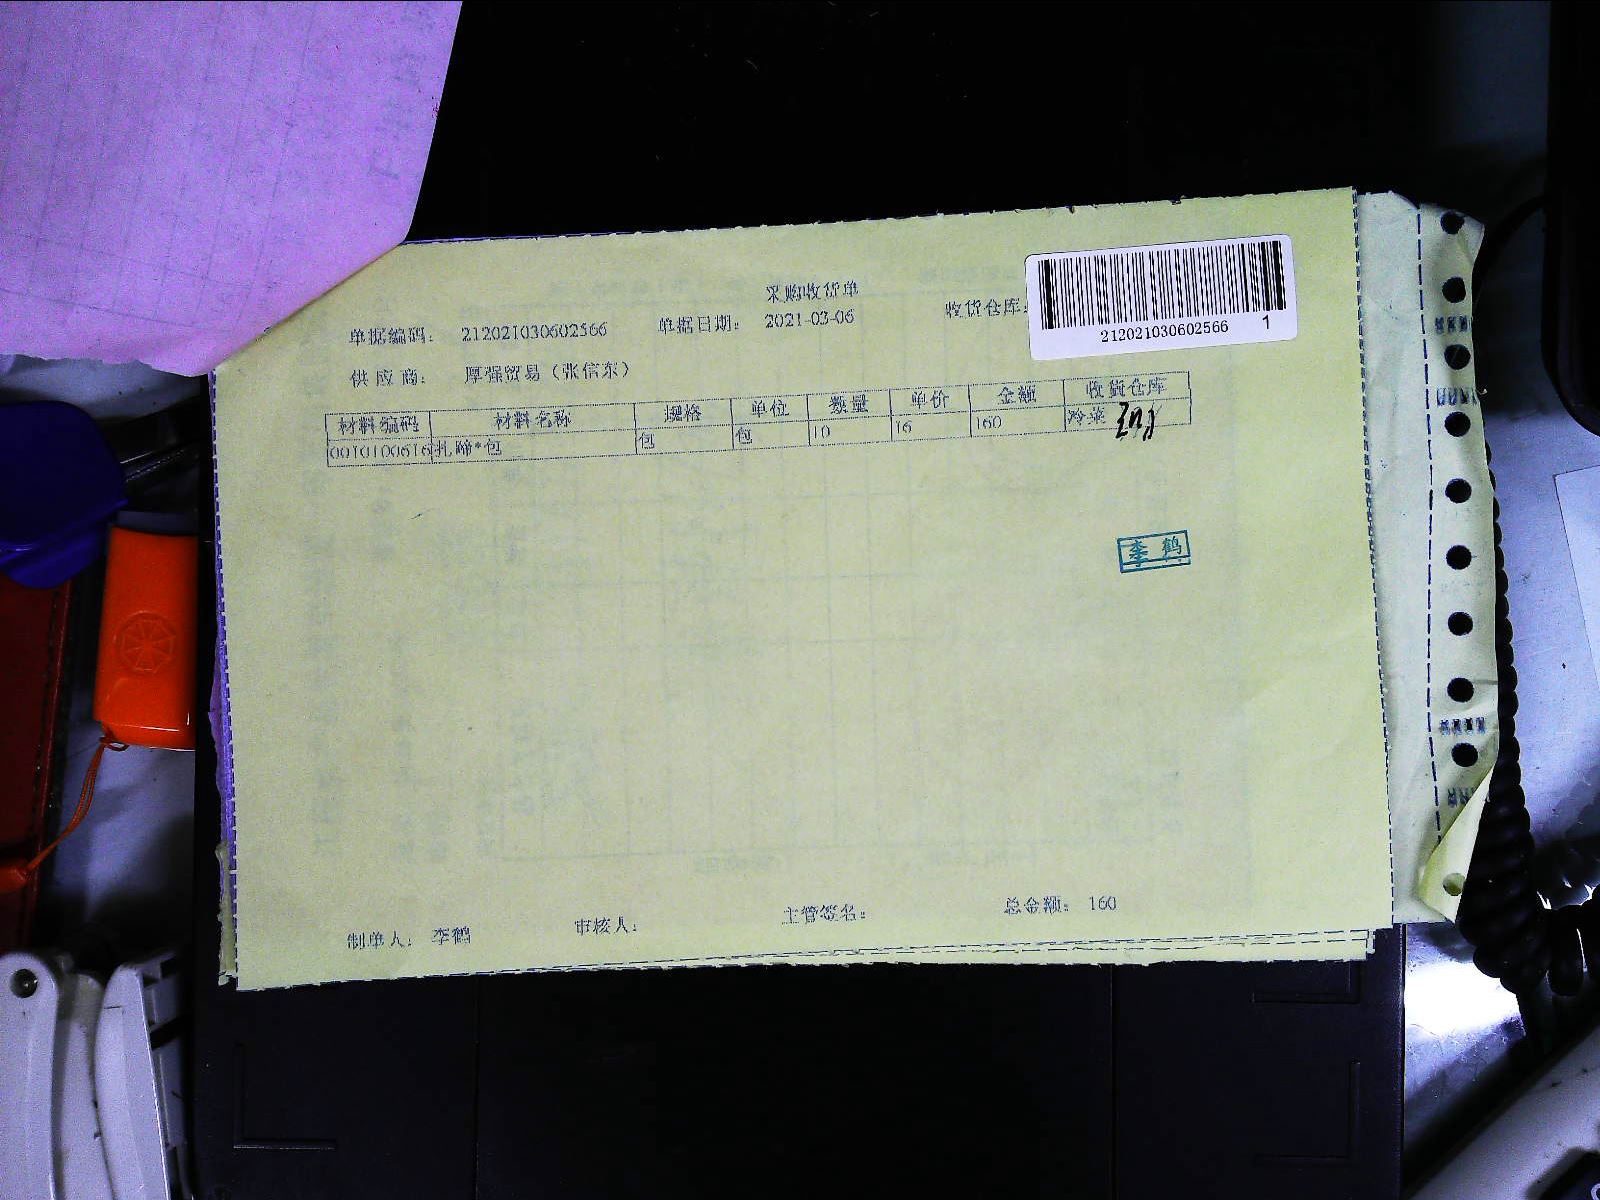 采购收货单
单据编码： 212021030602566 单据日期： 2021-03-06 收货仓库：
212021030602566 1
供应商： 厚强贸易（张信东）
材料编码 材料名称 规格 单位 数量 单价 金额 收货仓库
0010100616 扎蹄*包 包 包 10 16 160 冷菜
李鹤
制单人： 李鹤 审核人： 主管签名： 总金额： 160